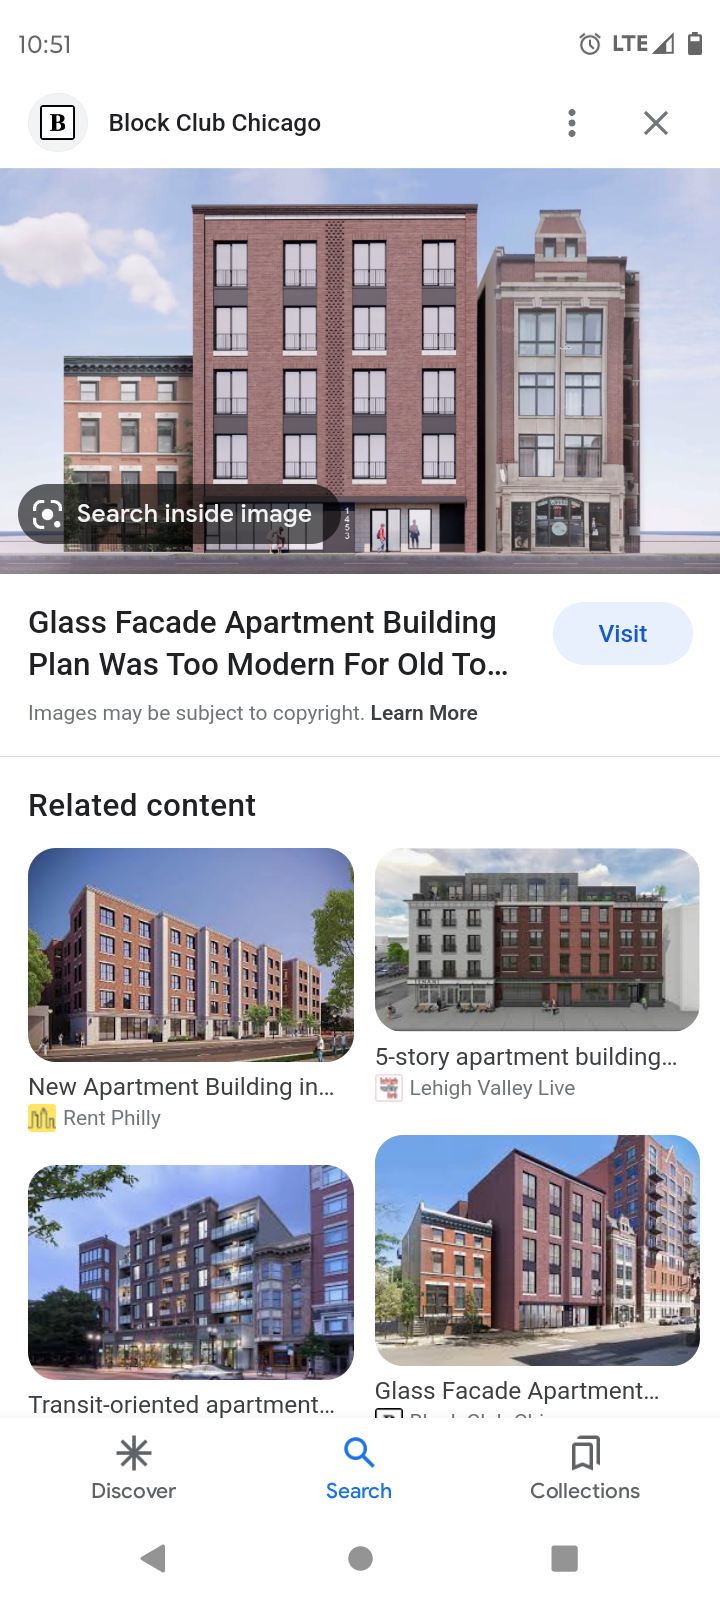 10:51
LTE
B Block Club Chicago
1453
Search inside image
Glass Facade Apartment Building
Plan Was Too Modern For Old To…
Visit
Images may be subject to copyright. Learn More
Related content
New Apartment Building in…
Rent Philly
5-story apartment building…
Lehigh Valley Live
Transit-oriented apartment…
Glass Facade Apartment…
Discover
Search
Collections